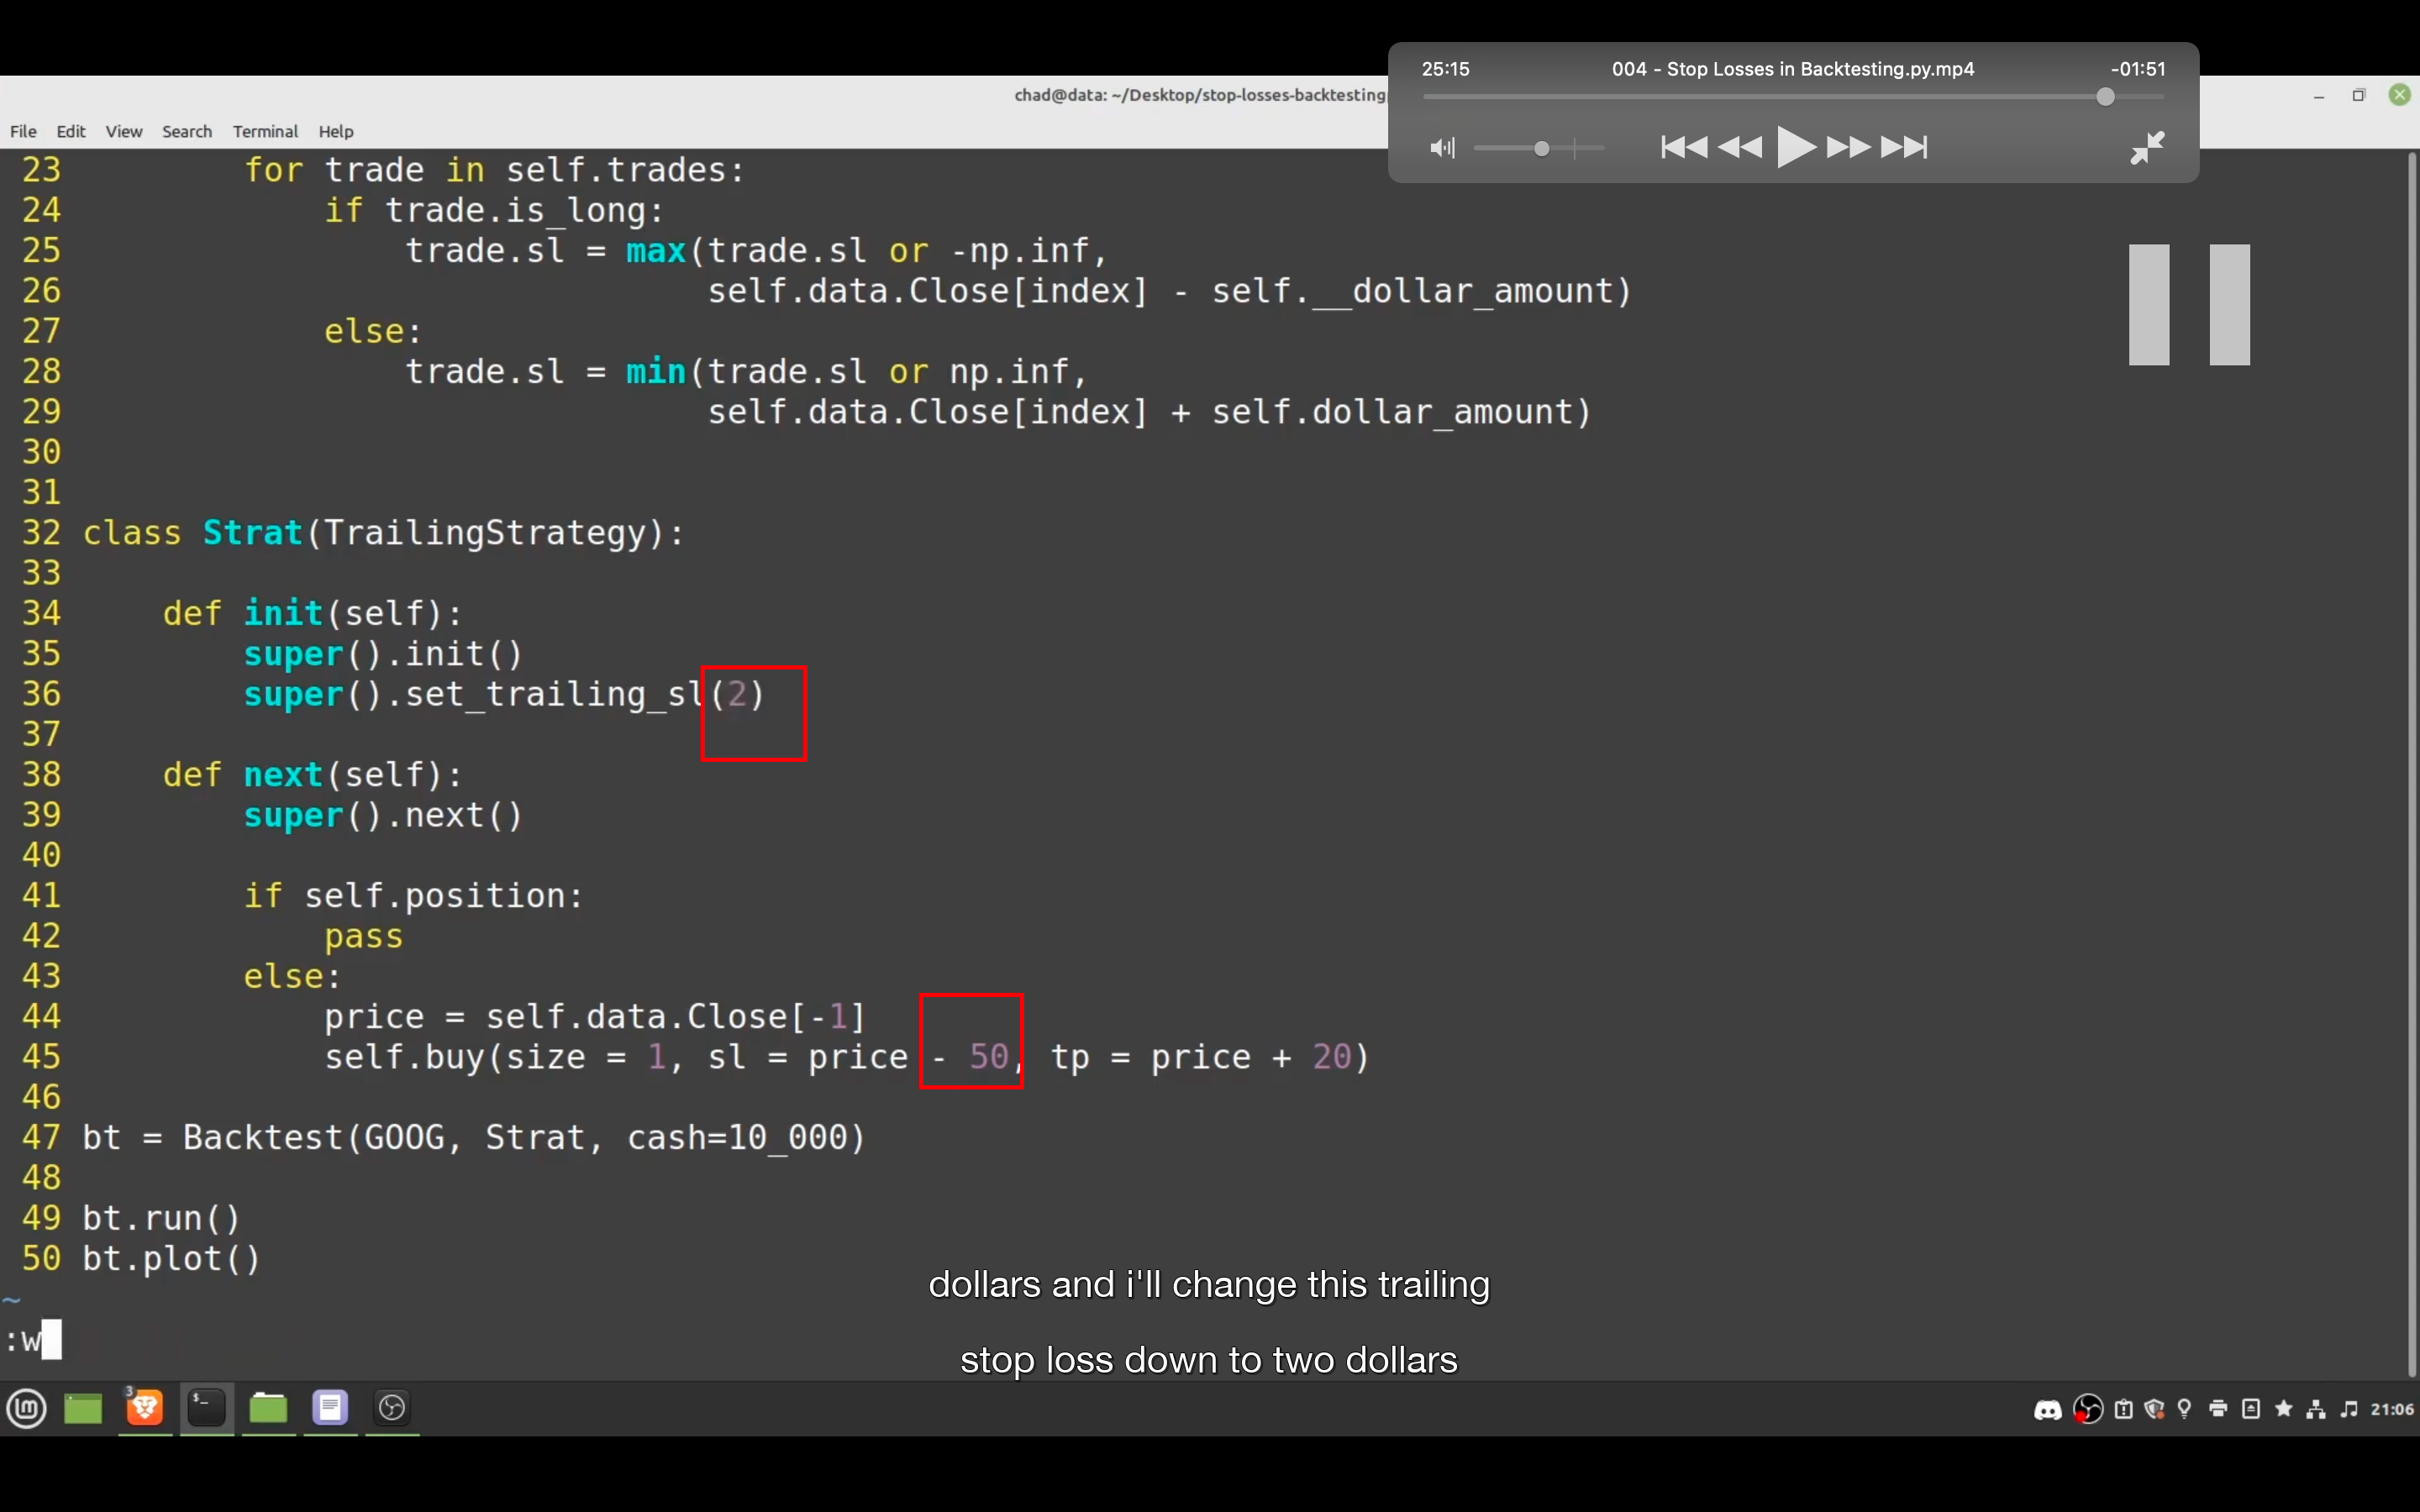 25:15 004 - Stop Losses in Backtesting.py.mp4 -01:51
chad@data: ~/Desktop/stop-losses-backtesting
File Edit View Search Terminal Help
23         for trade in self.trades:
24             if trade.is_long:
25                 trade.sl = max(trade.sl or -np.inf,
26                                self.data.Close[index] - self.__dollar_amount)
27             else:
28                 trade.sl = min(trade.sl or np.inf,
29                                self.data.Close[index] + self.dollar_amount)
30
31
32 class Strat(TrailingStrategy):
33
34     def init(self):
35         super().init()
36         super().set_trailing_sl(2)
37
38     def next(self):
39         super().next()
40
41         if self.position:
42             pass
43         else:
44             price = self.data.Close[-1]
45             self.buy(size = 1, sl = price - 50, tp = price + 20)
46
47 bt = Backtest(GOOG, Strat, cash=10_000)
48
49 bt.run()
50 bt.plot()
~
:w
dollars and i'll change this trailing
stop loss down to two dollars
3
$_
21:06